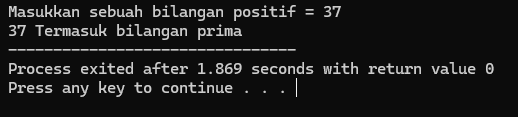 Masukkan sebuah bilangan positif = 37
37 Termasuk bilangan prima
--------------------------------
Process exited after 1.869 seconds with return value 0
Press any key to continue . . .